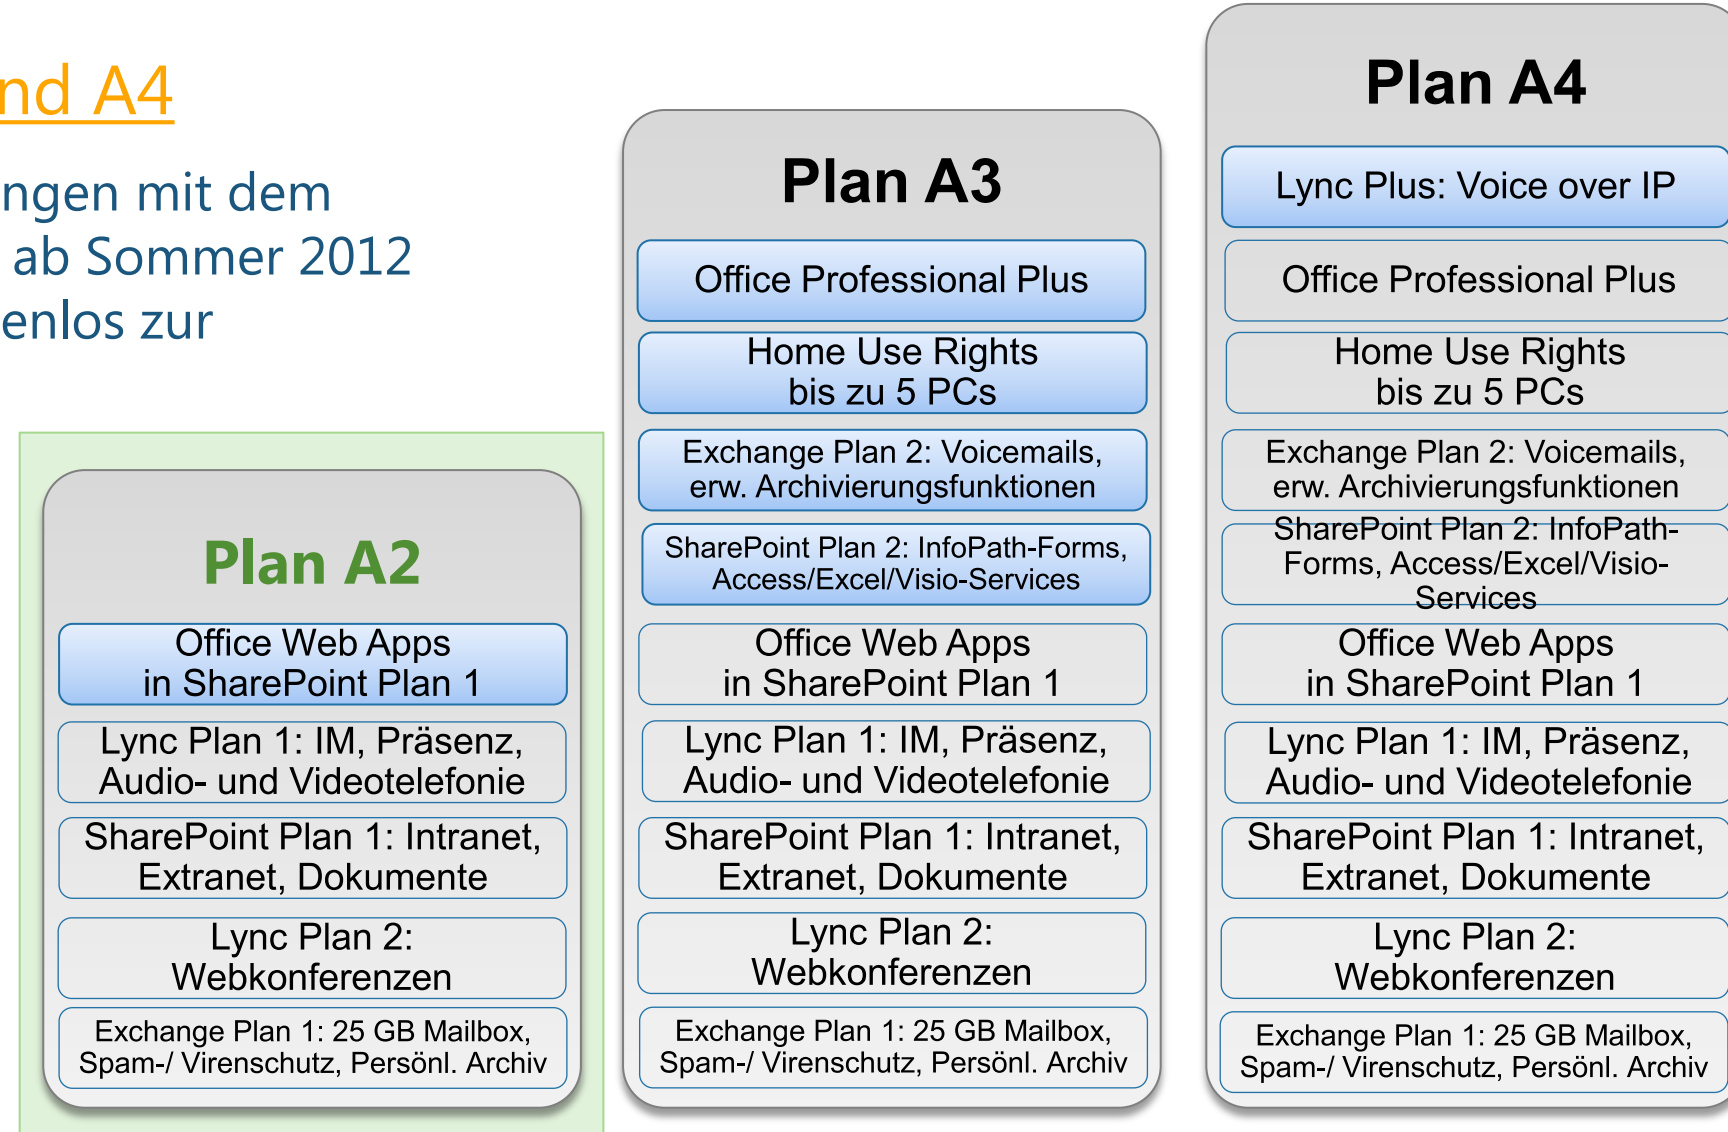 nd A4
ngen mit dem
ab Sommer 2012
enlos zur
Plan A2
Office Web Apps
in SharePoint Plan 1
Lync Plan 1: IM, Präsenz,
Audio- und Videotelefonie
SharePoint Plan 1: Intranet,
Extranet, Dokumente
Lync Plan 2:
Webkonferenzen
Exchange Plan 1: 25 GB Mailbox,
Spam-/ Virenschutz, Persönl. Archiv
Plan A3
Office Professional Plus
Home Use Rights
bis zu 5 PCs
Exchange Plan 2: Voicemails,
erw. Archivierungsfunktionen
SharePoint Plan 2: InfoPath-Forms,
Access/Excel/Visio-Services
Office Web Apps
in SharePoint Plan 1
Lync Plan 1: IM, Präsenz,
Audio- und Videotelefonie
SharePoint Plan 1: Intranet,
Extranet, Dokumente
Lync Plan 2:
Webkonferenzen
Exchange Plan 1: 25 GB Mailbox,
Spam-/ Virenschutz, Persönl. Archiv
Plan A4
Lync Plus: Voice over IP
Office Professional Plus
Home Use Rights
bis zu 5 PCs
Exchange Plan 2: Voicemails,
erw. Archivierungsfunktionen
SharePoint Plan 2: InfoPath-
Forms, Access/Excel/Visio-
Services
Office Web Apps
in SharePoint Plan 1
Lync Plan 1: IM, Präsenz,
Audio- und Videotelefonie
SharePoint Plan 1: Intranet,
Extranet, Dokumente
Lync Plan 2:
Webkonferenzen
Exchange Plan 1: 25 GB Mailbox,
Spam-/ Virenschutz, Persönl. Archiv